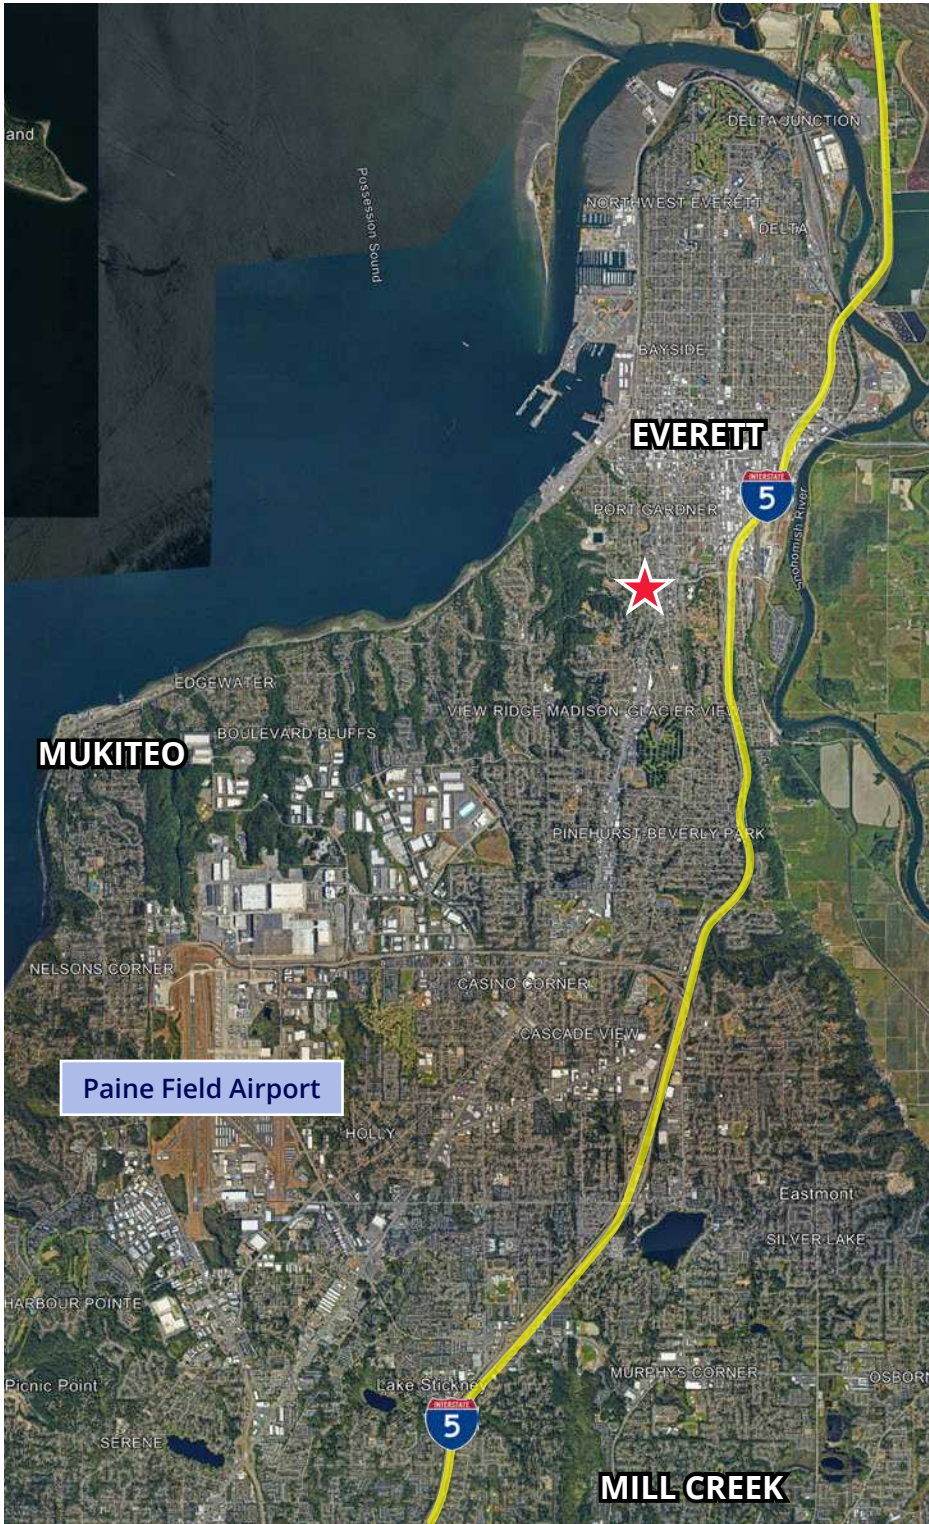 DELTA JUNCTION
and
Possession Sound
NORTHWEST EVERETT
DELTA
BAYSIDE
EVERETT
INTERSTATE
5
PORT GARDNER
Snohomish River
EDGEWATER
VIEW RIDGE MADISON
GLACIER VIEW
BOULEVARD BLUFFS
MUKITEO
PINEHURST-BEVERLY PARK
NELSONS CORNER
CASINO CORNER
CASCADE VIEW
Paine Field Airport
HOLLY
Eastmont
SILVER LAKE
HARBOUR POINTE
MURPHYS CORNER
OSBORN
Picnic Point
Lake Stickney
INTERSTATE
5
SERENE
MILL CREEK